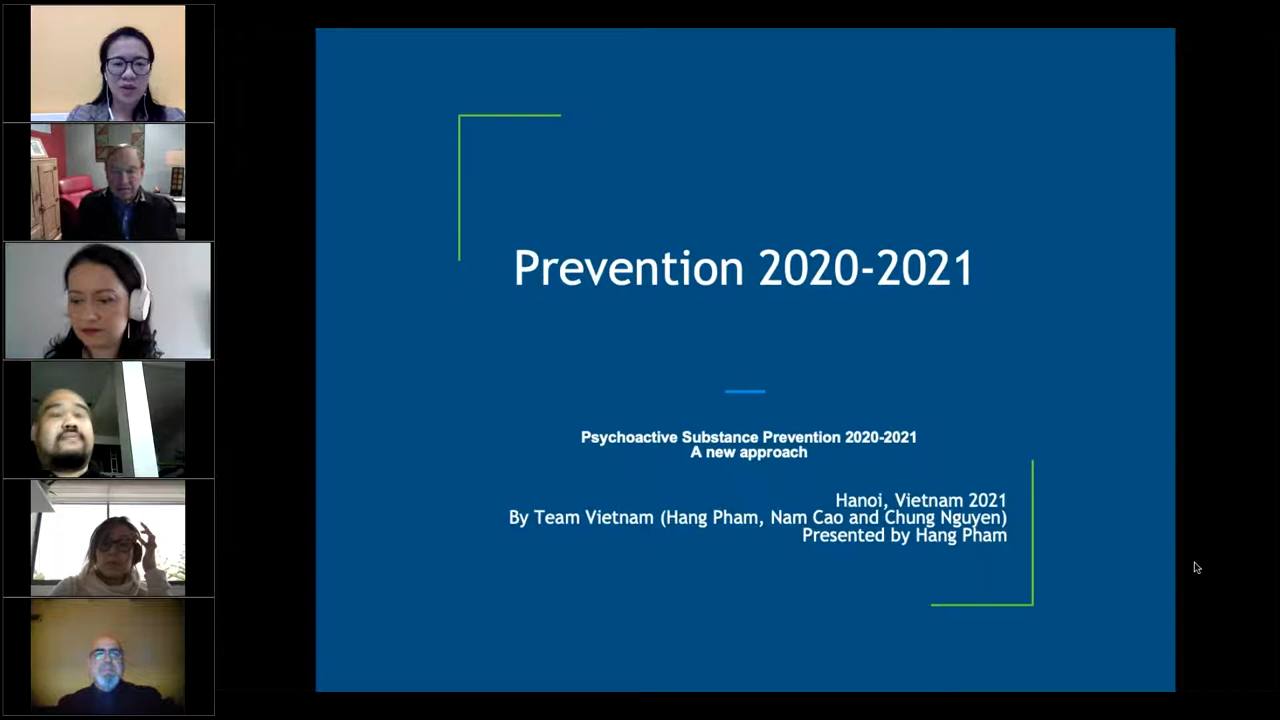 Prevention 2020-2021
Psychoactive Substance Prevention 2020-2021
A new approach
Hanoi, Vietnam 2021
By Team Vietnam (Hang Pham, Nam Cao and Chung Nguyen)
Presented by Hang Pham